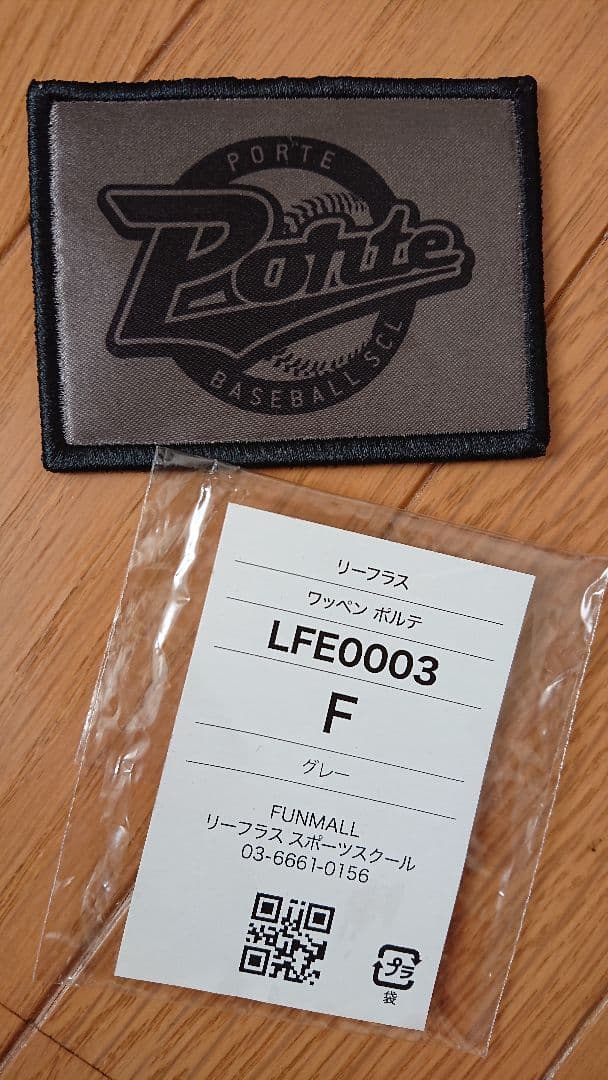 PORTE
Porte
BASEBALL SCL
リーフラス
ワッペン ポルテ
LFE0003
F
グレー
FUNMALL
リーフラス スポーツスクール
03-6661-0156
プラ
袋